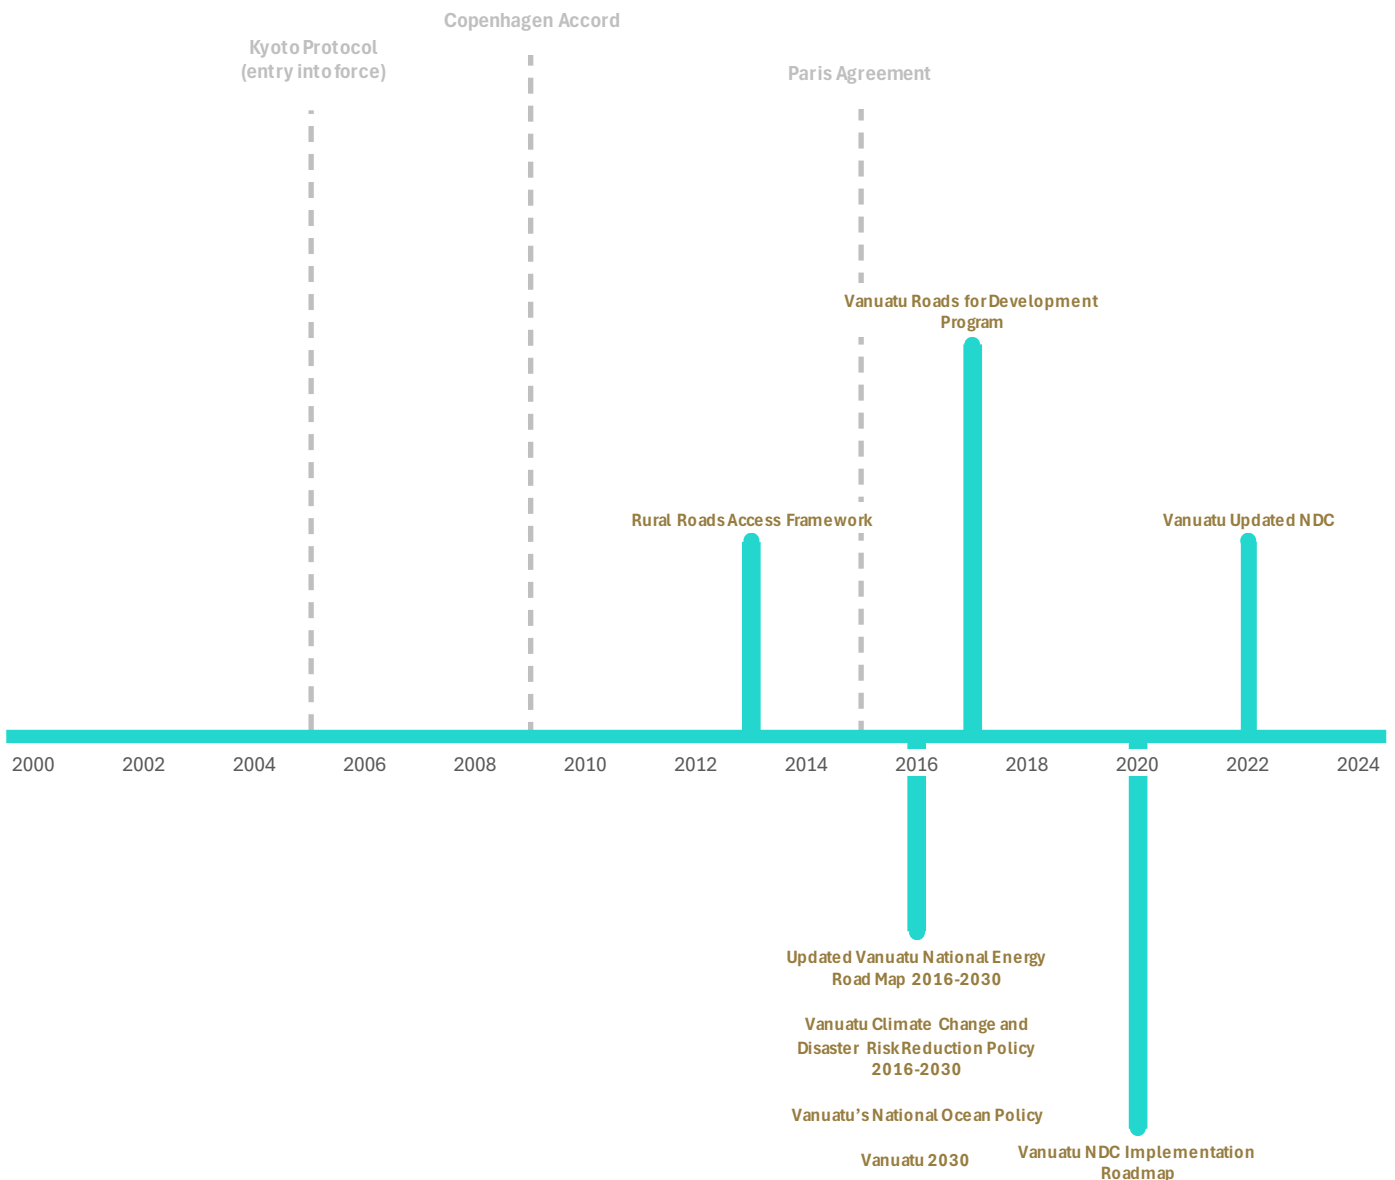 Copenhagen Accord
Kyoto Protocol
(entry into force)
Paris Agreement
Vanuatu Roads for Development
Program
Rural Roads Access Framework
Vanuatu Updated NDC
2000 2002 2004 2006 2008 2010 2012 2014 2016 2018 2020 2022 2024
Updated Vanuatu National Energy
Road Map 2016-2030
Vanuatu Climate Change and
Disaster Risk Reduction Policy
2016-2030
Vanuatu’s National Ocean Policy
Vanuatu 2030
Vanuatu NDC Implementation
Roadmap